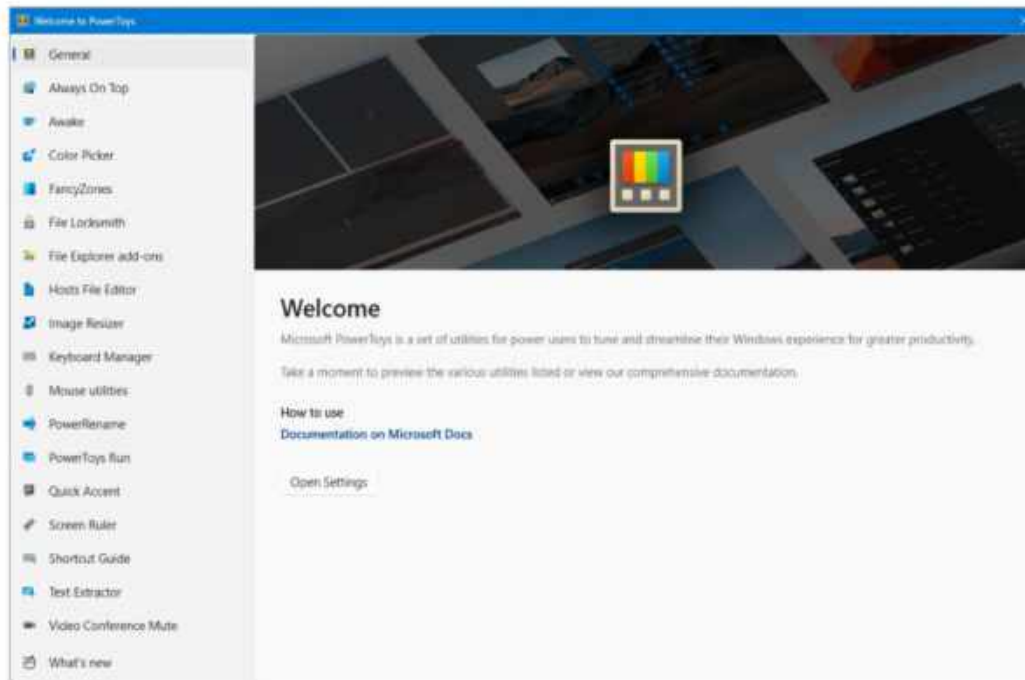 Welcome to PowerToys
General
Always On Top
Awake
Color Picker
FancyZones
File Locksmith
File Explorer add-ons
Hosts File Editor
Image Resizer
Keyboard Manager
Mouse utilities
PowerRename
PowerToys Run
Quick Accent
Screen Ruler
Shortcut Guide
Text Extractor
Video Conference Mute
What's new
Welcome
Microsoft PowerToys is a set of utilities for power users to tune and streamline their Windows experience for greater productivity.
Take a moment to preview the various utilities listed or view our comprehensive documentation.
How to use
Documentation on Microsoft Docs
Open Settings